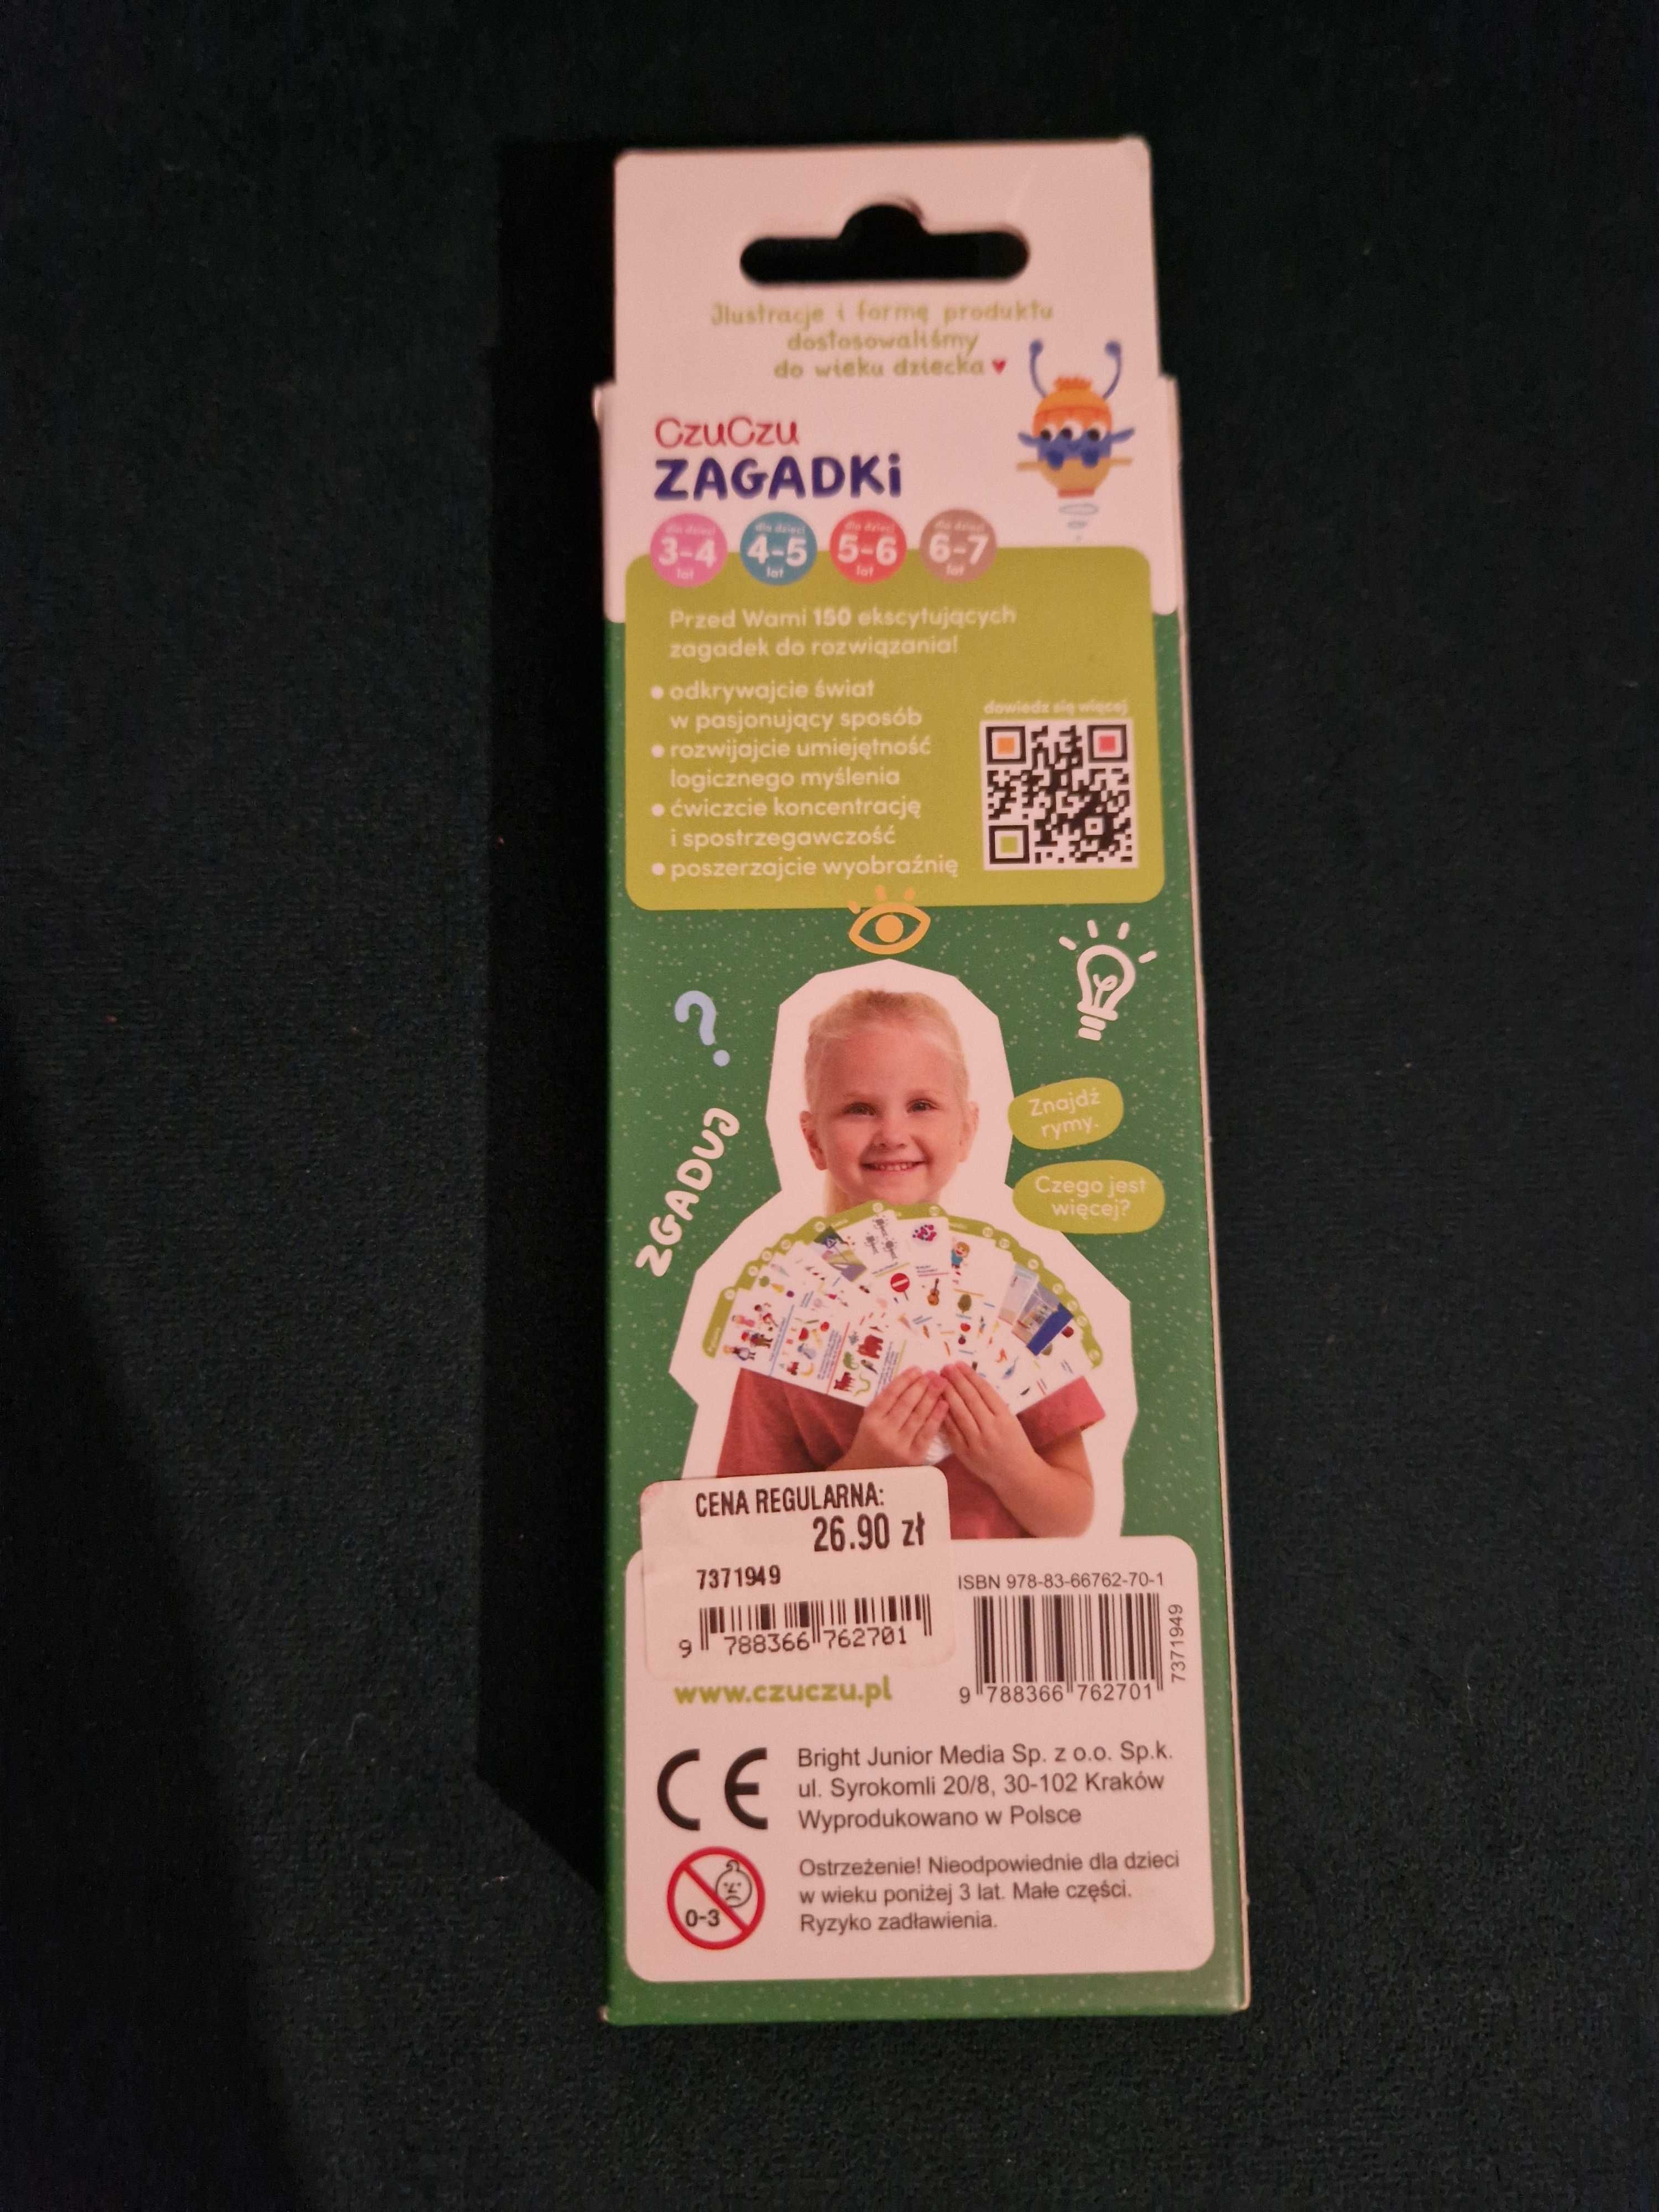 Ilustracje i formę produktu
dostosowaliśmy
do wieku dziecka
CzuCzu
ZAGADKi
dla dzieci 3-4 lat
dla dzieci 4-5 lat
dla dzieci 5-6 lat
dla dzieci 6-7 lat
Przed Wami 150 ekscytujących
zagadek do rozwiązania!
• odkrywajcie świat
w pasjonujący sposób
• rozwijajcie umiejętność
logicznego myślenia
• ćwiczcie koncentrację
i spostrzegawczość
• poszerzajcie wyobraźnię
dowiedz się więcej
ZGADUJ
?
Znajdź
rymy.
Czego jest
więcej?
CENA REGULARNA:
26.90 zł
7371949
9 788366 762701
ISBN 978-83-66762-70-1
9 788366 762701
7371949
www.czuczu.pl
CE
Bright Junior Media Sp. z o.o. Sp.k.
ul. Syrokomli 20/8, 30-102 Kraków
Wyprodukowano w Polsce
0-3
Ostrzeżenie! Nieodpowiednie dla dzieci
w wieku poniżej 3 lat. Małe części.
Ryzyko zadławienia.